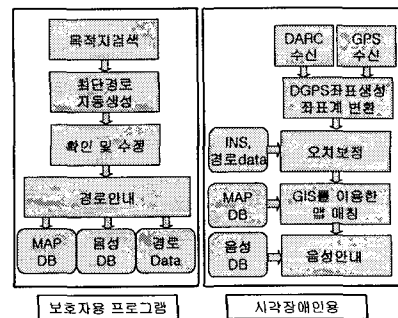 목적지검색
최단경로
자동생성
확인 및 수정
경로안내
MAP
DB
음성
DB
경로
Data
보호자용 프로그램
DARC
수신
GPS
수신
DGPS좌표생성
좌표계 변환
INS,
경로data
오차보정
MAP
DB
GIS를 이용한
맵 매칭
음성
DB
음성안내
시각장애인용